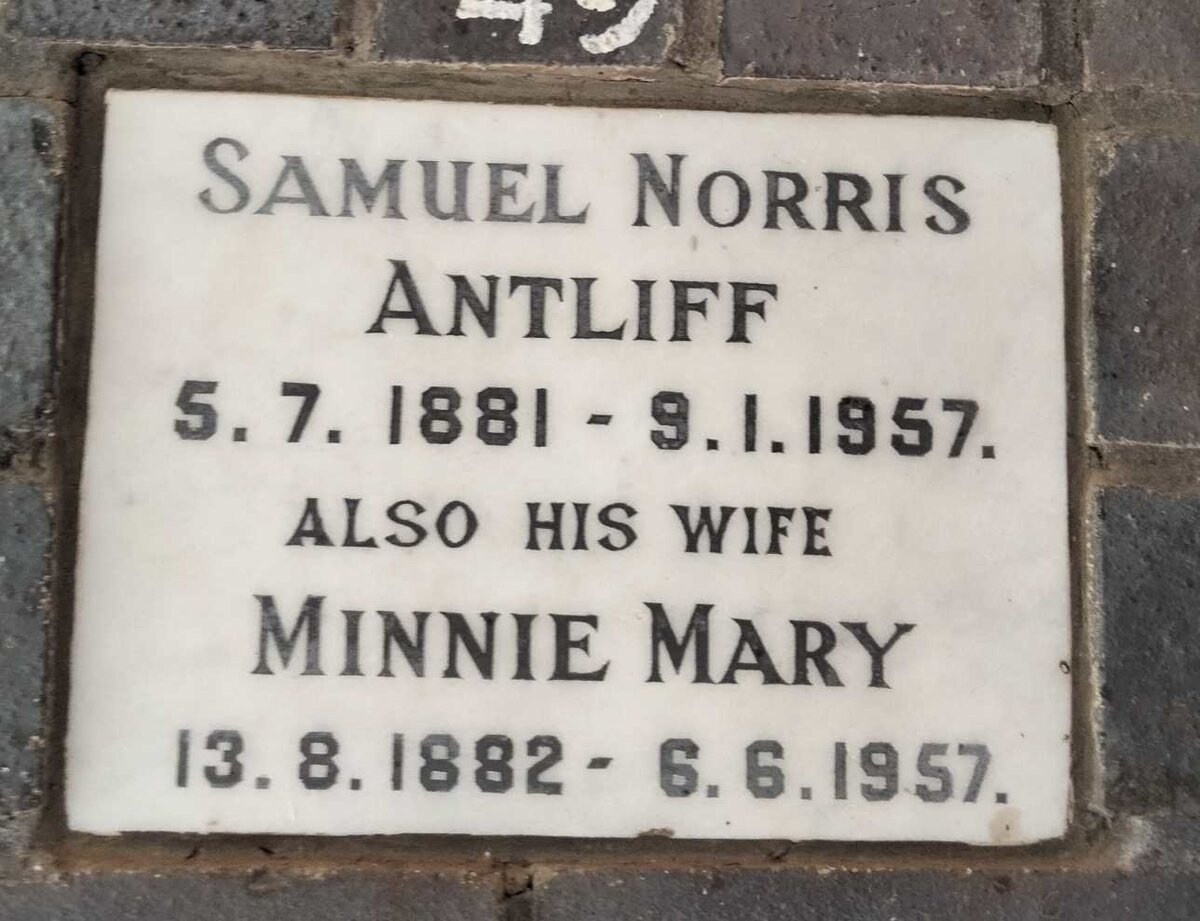 49
SAMUEL NORRIS
ANTLIFF
5.7.1881 - 9.1.1957.
ALSO HIS WIFE
MINNIE MARY
13.8.1882 - 6.6.1957.